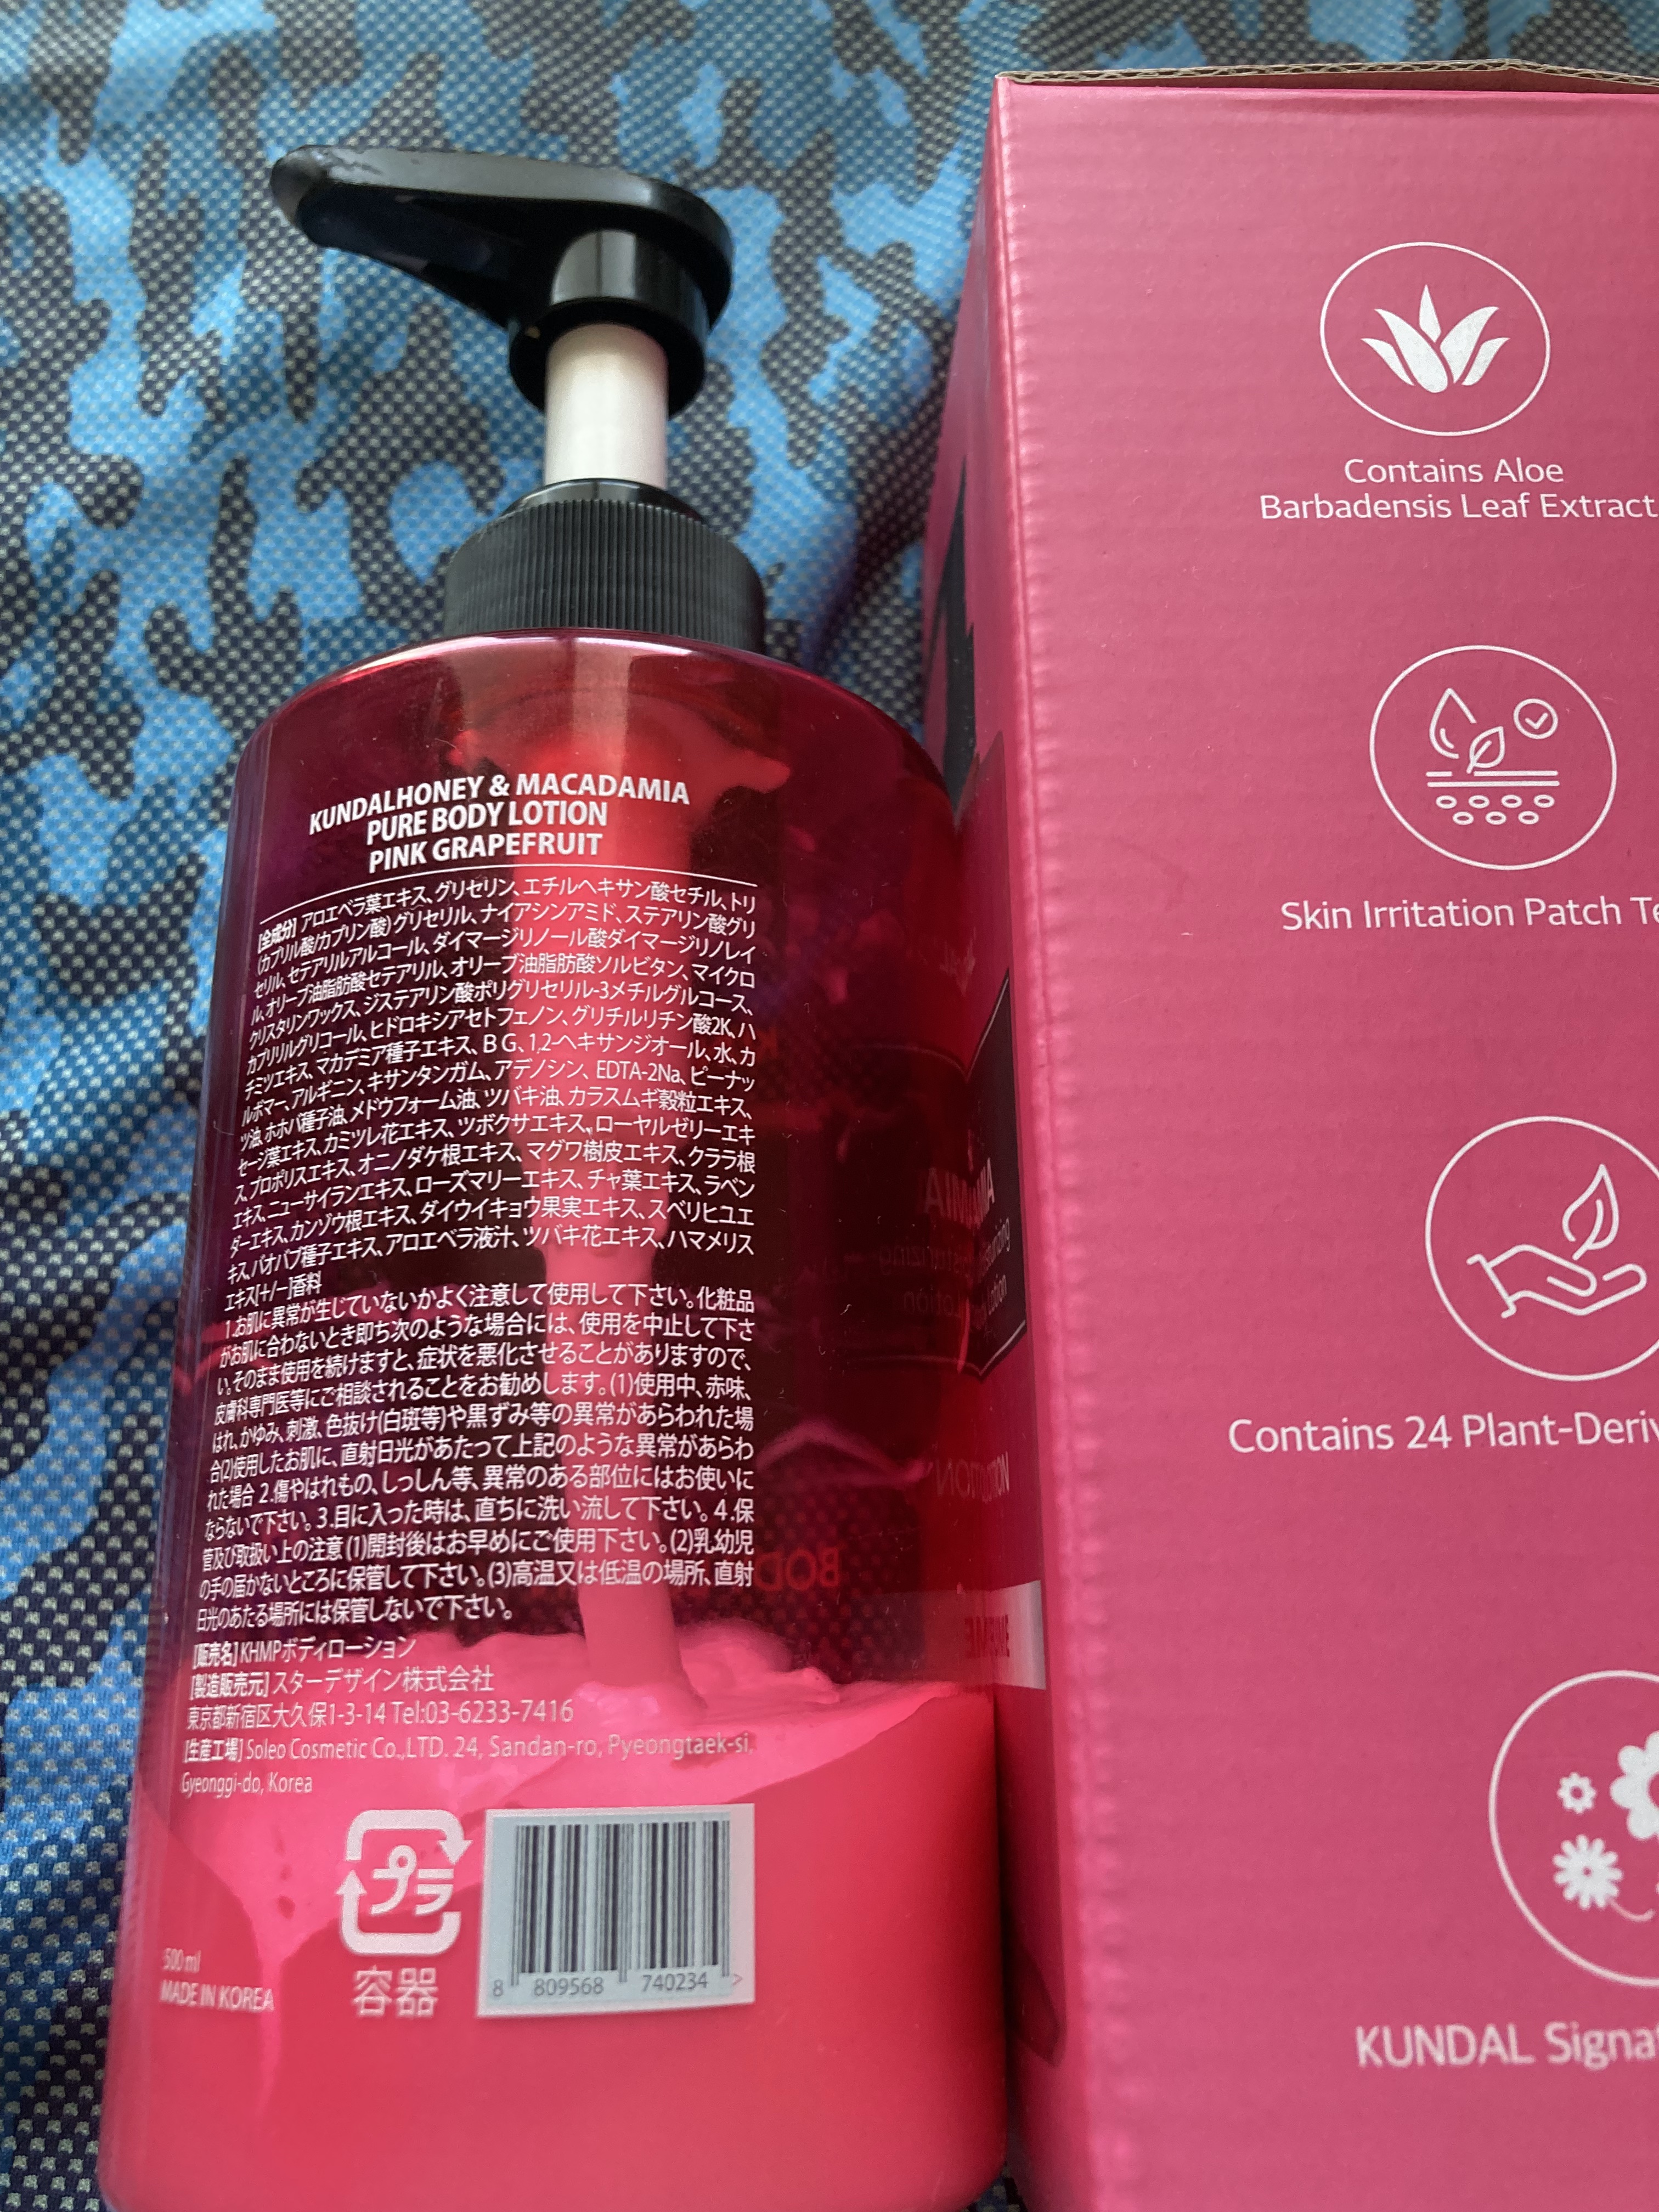 KUNDALHONEY & MACADAMIA
PURE BODY LOTION
PINK GRAPEFRUIT
[全成分] アロエベラ葉エキス、グリセリン、エチルヘキサン酸セチル、トリ
(カプリル酸/カプリン酸)グリセリル、ナイアシンアミド、ステアリン酸グリ
セリル、セテアリルアルコール、ダイマージリノール酸ダイマージリノレイ
ル、オリーブ油脂肪酸セテアリル、オリーブ油脂肪酸ソルビタン、マイクロ
クリスタリンワックス、ジステアリン酸ポリグリセリル-3メチルグルコース、
カプリリルグリコール、ヒドロキシアセトフェノン、グリチルリチン酸2K、ハ
チミツエキス、マカデミア種子エキス、BG、1,2-ヘキサンジオール、水、カ
ルボマー、アルギニン、キサンタンガム、アデノシン、EDTA-2Na、ピーナッ
ツ油、ホホバ種子油、メドウフォーム油、ツバキ油、カラスムギ穀粒エキス、
セージ葉エキス、カミツレ花エキス、ツボクサエキス、ローヤルゼリーエキ
ス、プロポリスエキス、オニノダケ根エキス、マグワ樹皮エキス、クララ根
エキス、ニューサイランエキス、ローズマリーエキス、チャ葉エキス、ラベン
ダーエキス、カンゾウ根エキス、ダイウイキョウ果実エキス、スベリヒユエ
キス、バオバブ種子エキス、アロエベラ液汁、ツバキ花エキス、ハマメリス
エキス[+/-]香料
1.お肌に異常が生じていないかよく注意して使用して下さい。化粧品
がお肌に合わないとき即ち次のような場合には、使用を中止して下さ
い。そのまま使用を続けますと、症状を悪化させることがありますので、
皮膚科専門医等にご相談されることをお勧めします。(1)使用中、赤味、
はれ、かゆみ、刺激、色抜け(白斑等)や黒ずみ等の異常があらわれた場
合(2)使用したお肌に、直射日光があたって上記のような異常があらわ
れた場合 2.傷やはれもの、しっしん等、異常のある部位にはお使いに
ならないで下さい。3.目に入った時は、直ちに洗い流して下さい。4.保
管及び取扱い上の注意(1)開封後はお早めにご使用下さい。(2)乳幼児
の手の届かないところに保管して下さい。(3)高温又は低温の場所、直射
日光のあたる場所には保管しないで下さい。
[販売名]KHMPボディローション
[製造販売元]スターデザイン株式会社
東京都新宿区大久保1-3-14 Tel:03-6233-7416
[生産工場] Soleo Cosmetic Co.,LTD. 24, Sandan-ro, Pyeongtaek-si,
Gyeonggi-do, Korea
プラ
容器
500 ml
MADE IN KOREA
8 809568 740234 >
Contains Aloe
Barbadensis Leaf Extract
Skin Irritation Patch
Contains 24 Plant-Deriv
KUNDAL Signa